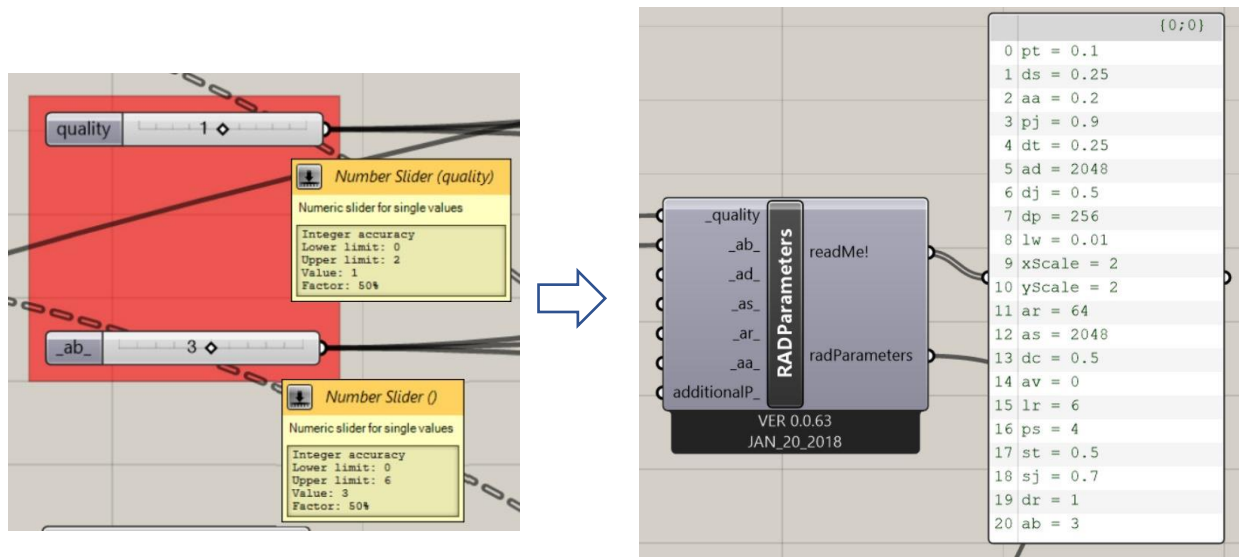 quality 1
Number Slider (quality)
Numeric slider for single values
Integer accuracy
Lower limit: 0
Upper limit: 2
Value: 1
Factor: 50%
_ab_ 3
Number Slider ()
Numeric slider for single values
Integer accuracy
Lower limit: 0
Upper limit: 6
Value: 3
Factor: 50%
_quality
_ab_
_ad_
_as_
_ar_
_aa_
additionalP_
RADParameters
readMe!
radParameters
VER 0.0.63
JAN_20_2018
{0;0}
0 pt = 0.1
1 ds = 0.25
2 aa = 0.2
3 pj = 0.9
4 dt = 0.25
5 ad = 2048
6 dj = 0.5
7 dp = 256
8 lw = 0.01
9 xScale = 2
10 yScale = 2
11 ar = 64
12 as = 2048
13 dc = 0.5
14 av = 0
15 lr = 6
16 ps = 4
17 st = 0.5
18 sj = 0.7
19 dr = 1
20 ab = 3